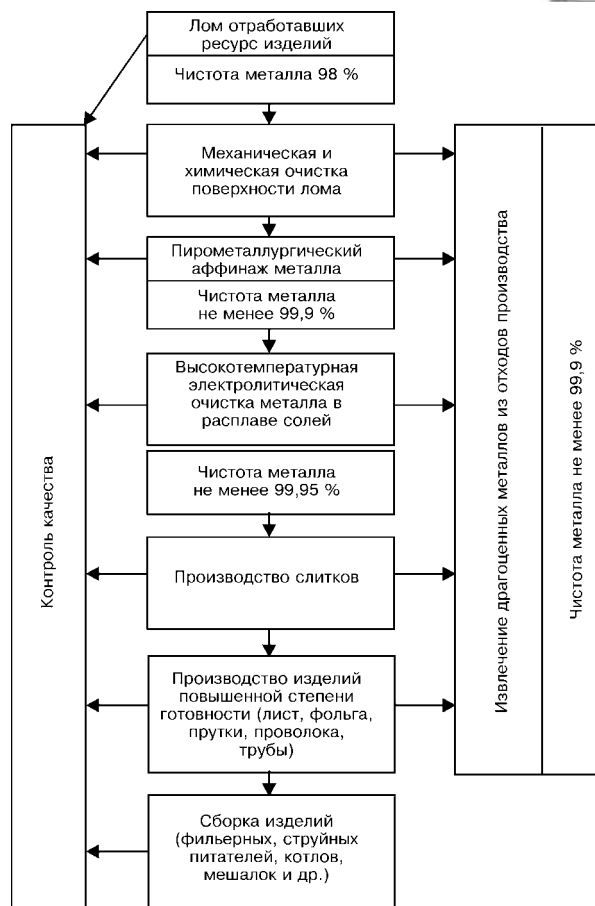 Лом отработавших
ресурс изделий
Чистота металла 98 %
Механическая и
химическая очистка
поверхности лома
Пирометаллургический
аффинаж металла
Чистота металла
не менее 99,9 %
Высокотемпературная
электролитическая
очистка металла в
расплаве солей
Чистота металла
не менее 99,95 %
Производство слитков
Производство изделий
повышенной степени
готовности (лист, фольга,
прутки, проволока,
трубы)
Сборка изделий
(фильерных, струйных
питателей, котлов,
мешалок и др.)
Контроль качества
Извлечение драгоценных металлов из отходов производства
Чистота металла не менее 99,9 %